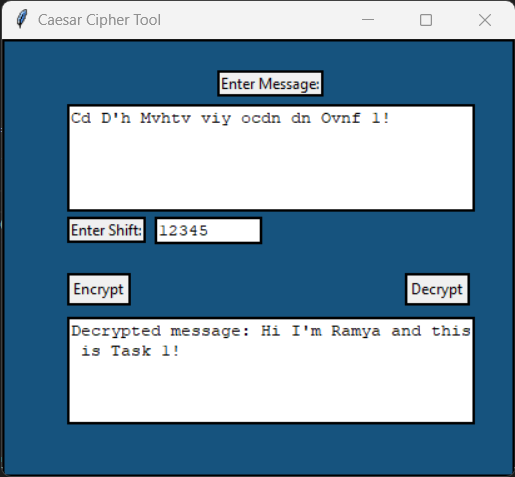 Caesar Cipher Tool
Enter Message:
Cd D'h Mvhtv viy ocdn dn Ovnf 1!
Enter Shift: 12345
Encrypt Decrypt
Decrypted message: Hi I'm Ramya and this
is Task 1!